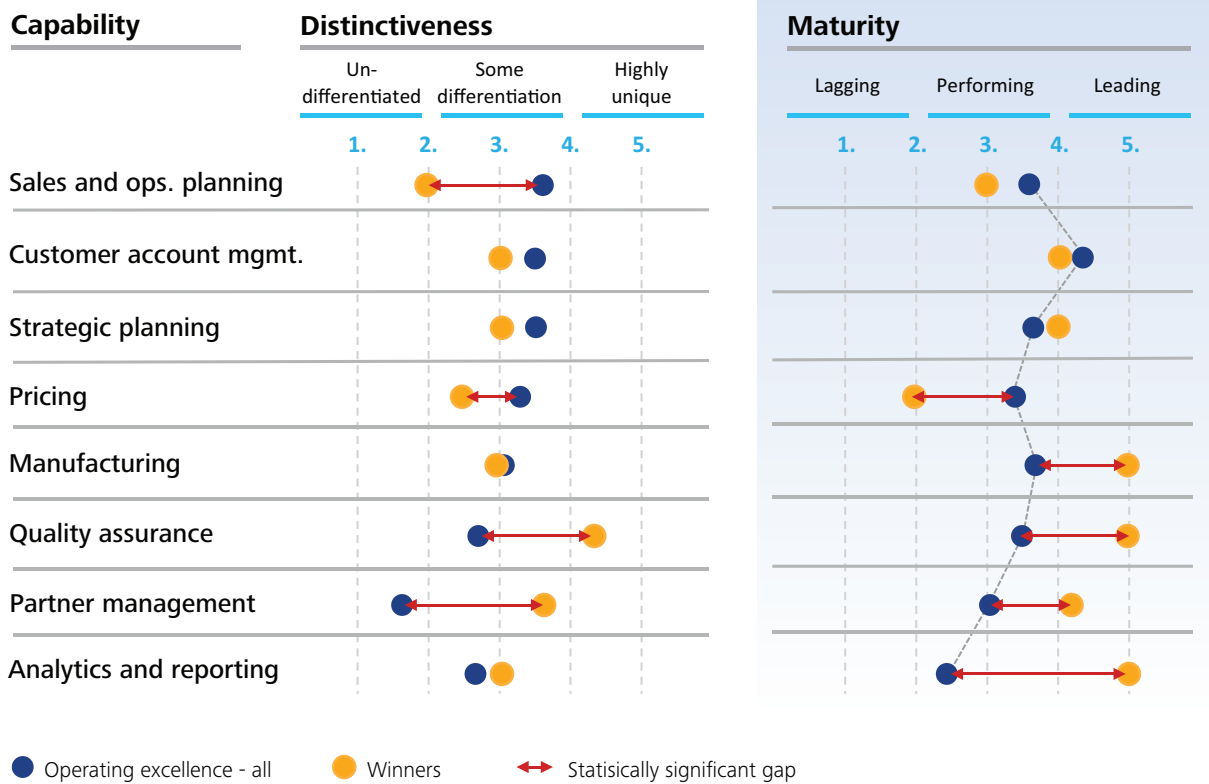 Capability
Distinctiveness
Maturity
Un-
differentiated
Some
differentiation
Highly
unique
Lagging
Performing
Leading
1. 2. 3. 4. 5.
1. 2. 3. 4. 5.
Sales and ops. planning
Customer account mgmt.
Strategic planning
Pricing
Manufacturing
Quality assurance
Partner management
Analytics and reporting
Operating excellence - all
Winners
Statisically significant gap